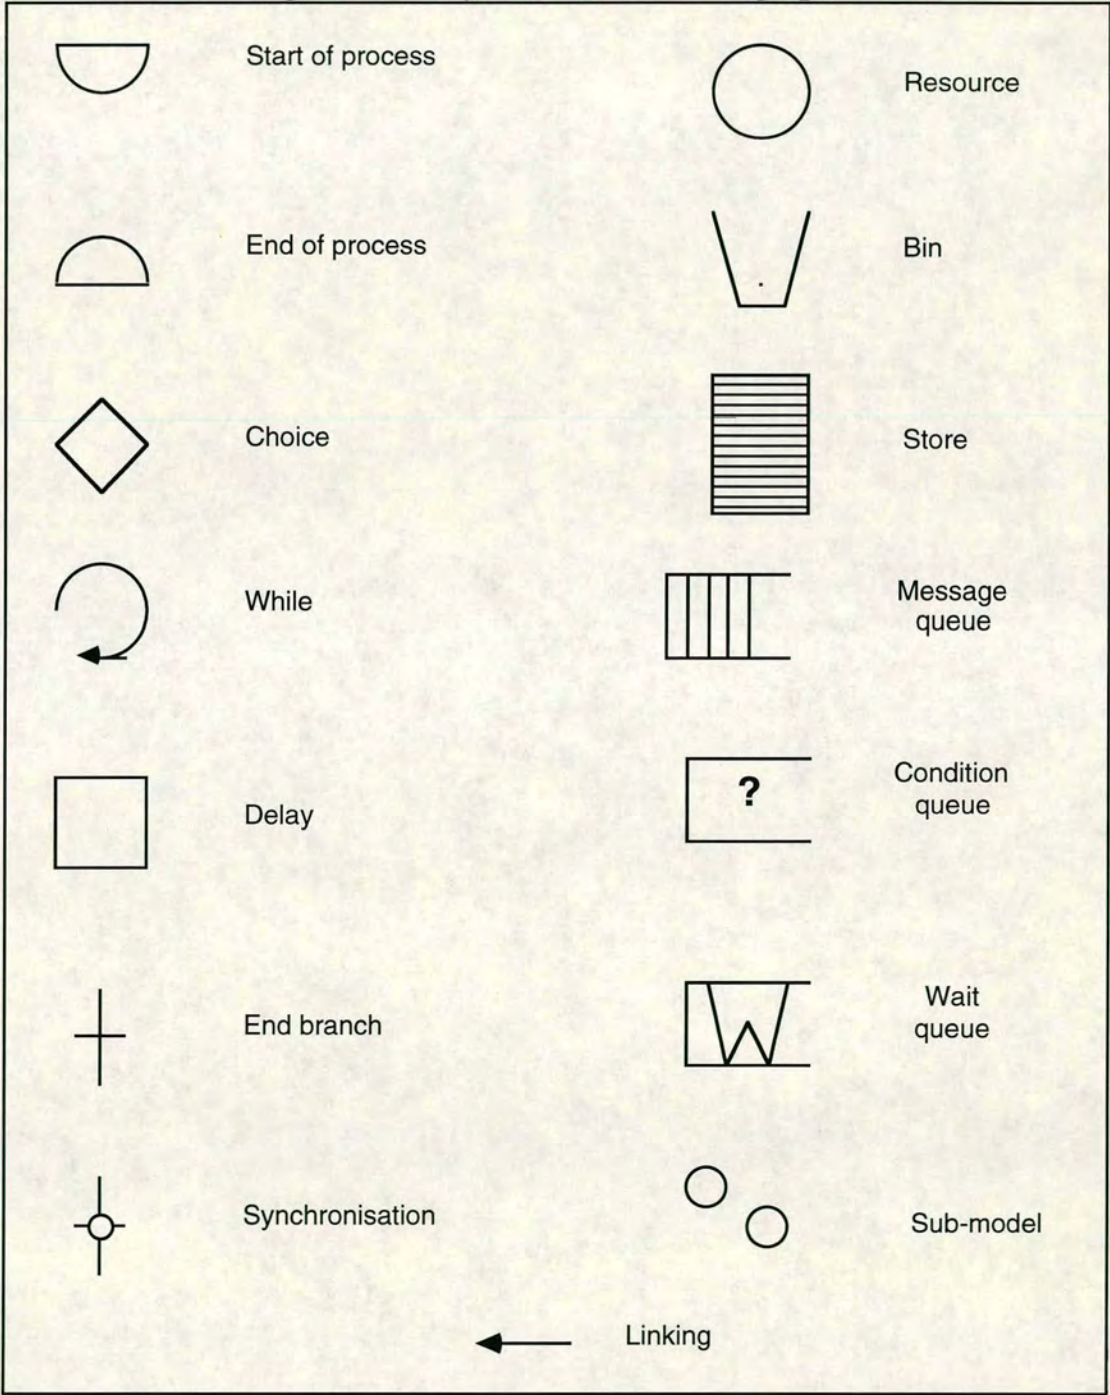 Start of process
Resource
End of process
Bin
Choice
Store
While
Message
queue
?
Condition
queue
Delay
End branch
Wait
queue
Synchronisation
Sub-model
Linking